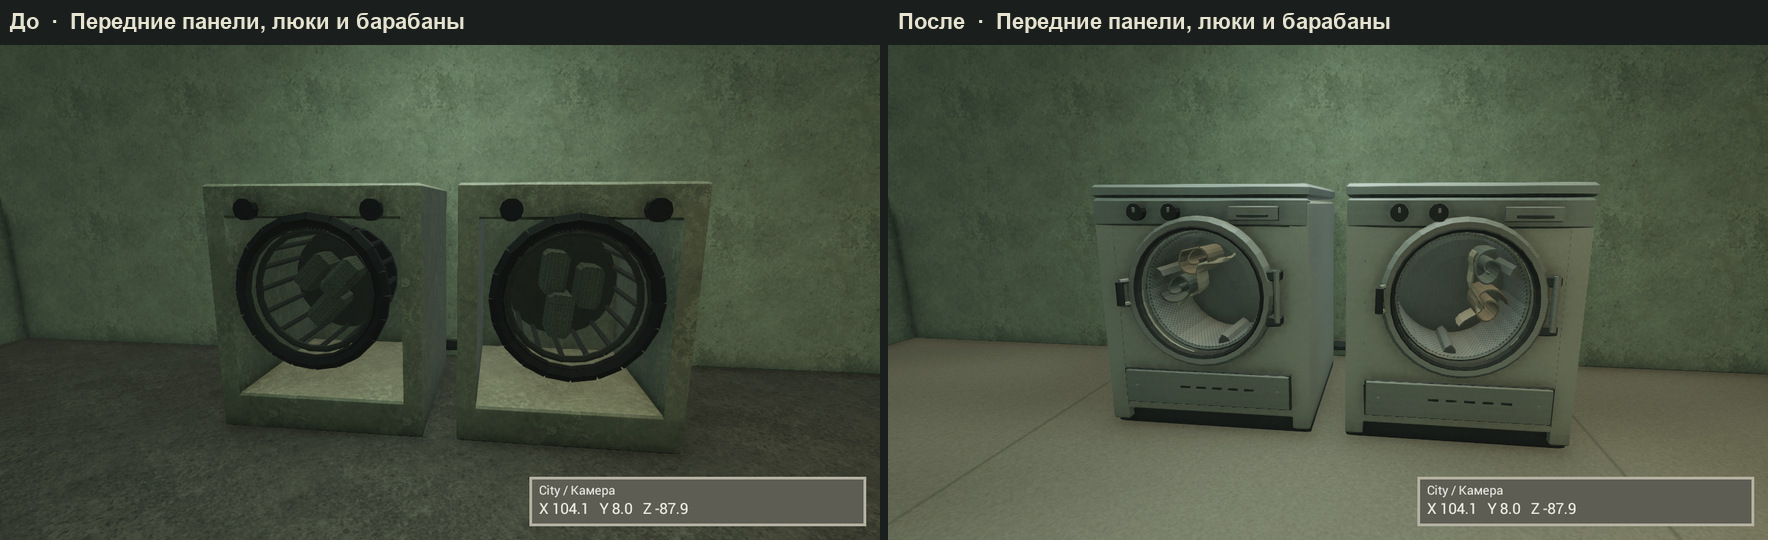 До · Передние панели, люки и барабаны
После · Передние панели, люки и барабаны
City / Камера
X 104.1 Y 8.0 Z -87.9
City / Камера
X 104.1 Y 8.0 Z -87.9